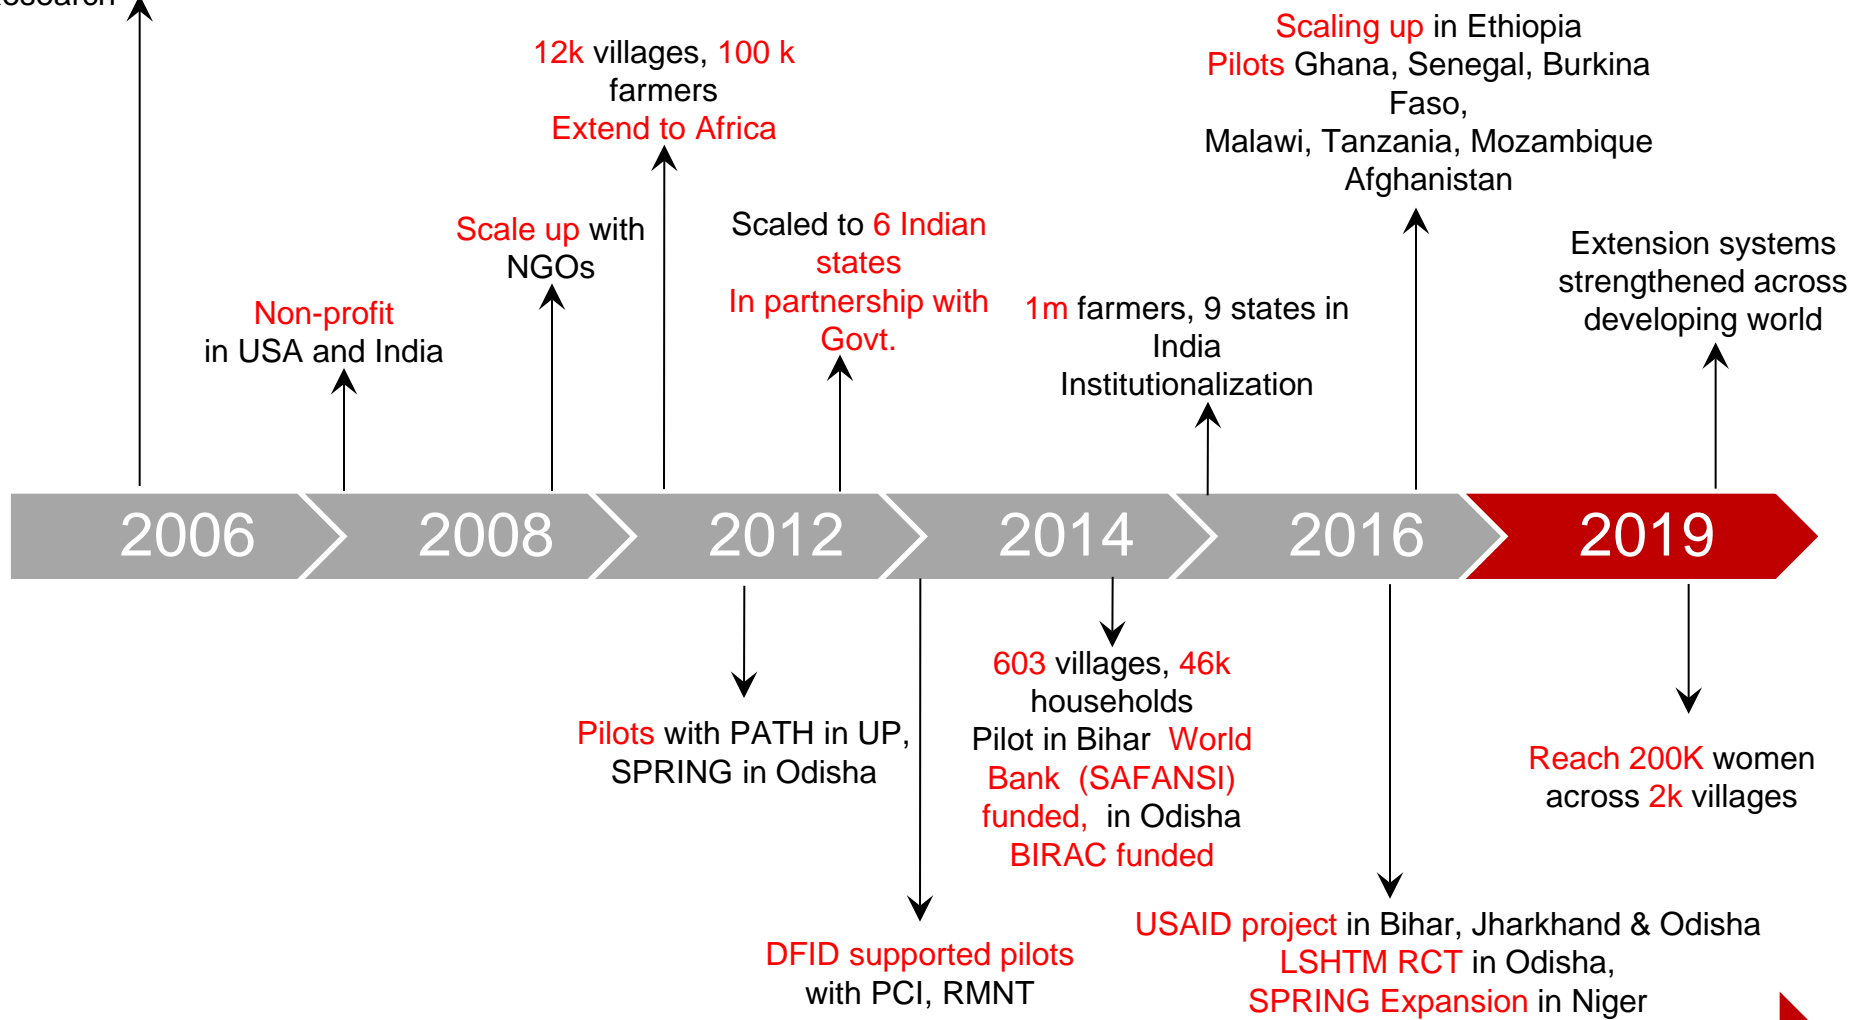 12k villages, 100 k
farmers
Extend to Africa
Scaling up in Ethiopia
Pilots Ghana, Senegal, Burkina
Faso,
Malawi, Tanzania, Mozambique
Afghanistan
Scale up with
NGOs
Scaled to 6 Indian
states
In partnership with
Govt.
Extension systems
strengthened across
developing world
Non-profit
in USA and India
1m farmers, 9 states in
India
Institutionalization
2006
2008
2012
2014
2016
2019
Pilots with PATH in UP,
SPRING in Odisha
603 villages, 46k
households
Pilot in Bihar World
Bank (SAFANSI)
funded, in Odisha
BIRAC funded
Reach 200K women
across 2k villages
DFID supported pilots
with PCI, RMNT
USAID project in Bihar, Jharkhand & Odisha
LSHTM RCT in Odisha,
SPRING Expansion in Niger